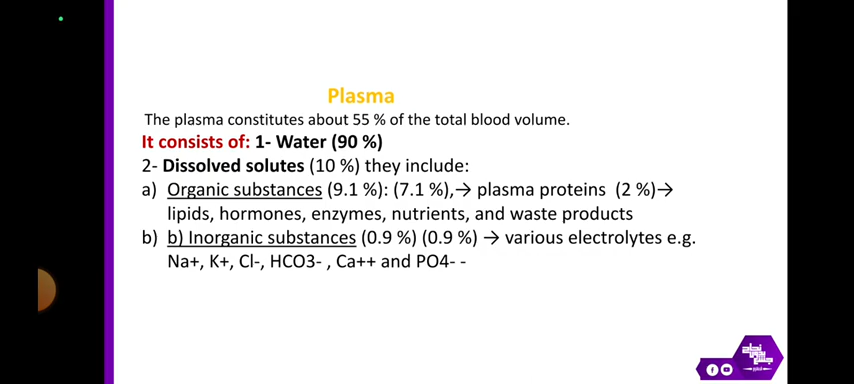 Plasma
The plasma constitutes about 55 % of the total blood volume.
It consists of: 1- Water (90 %)
2- Dissolved solutes (10 %) they include:
a) Organic substances (9.1 %): (7.1 %),→ plasma proteins (2 %)→
lipids, hormones, enzymes, nutrients, and waste products
b) b) Inorganic substances (0.9 %) (0.9 %) → various electrolytes e.g.
Na+, K+, Cl-, HCO3- , Ca++ and PO4- -